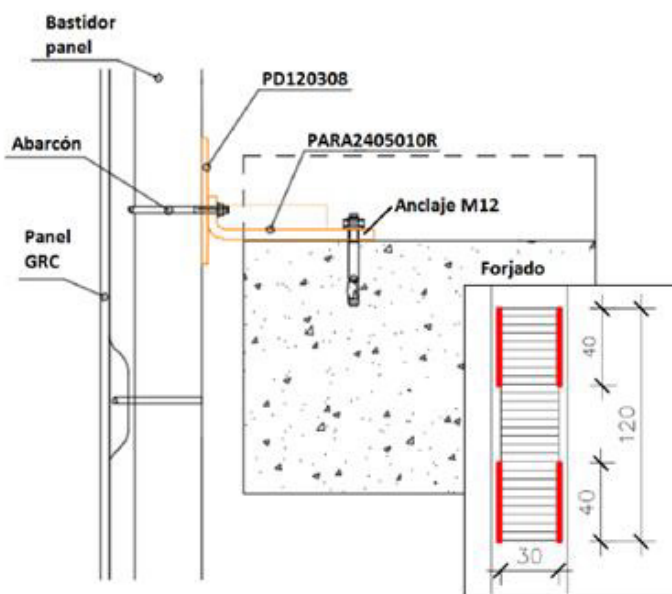 Bastidor
panel
PD120308
Abarcón
PARA2405010R
Anclaje M12
Panel
GRC
Forjado
40
120
40
30